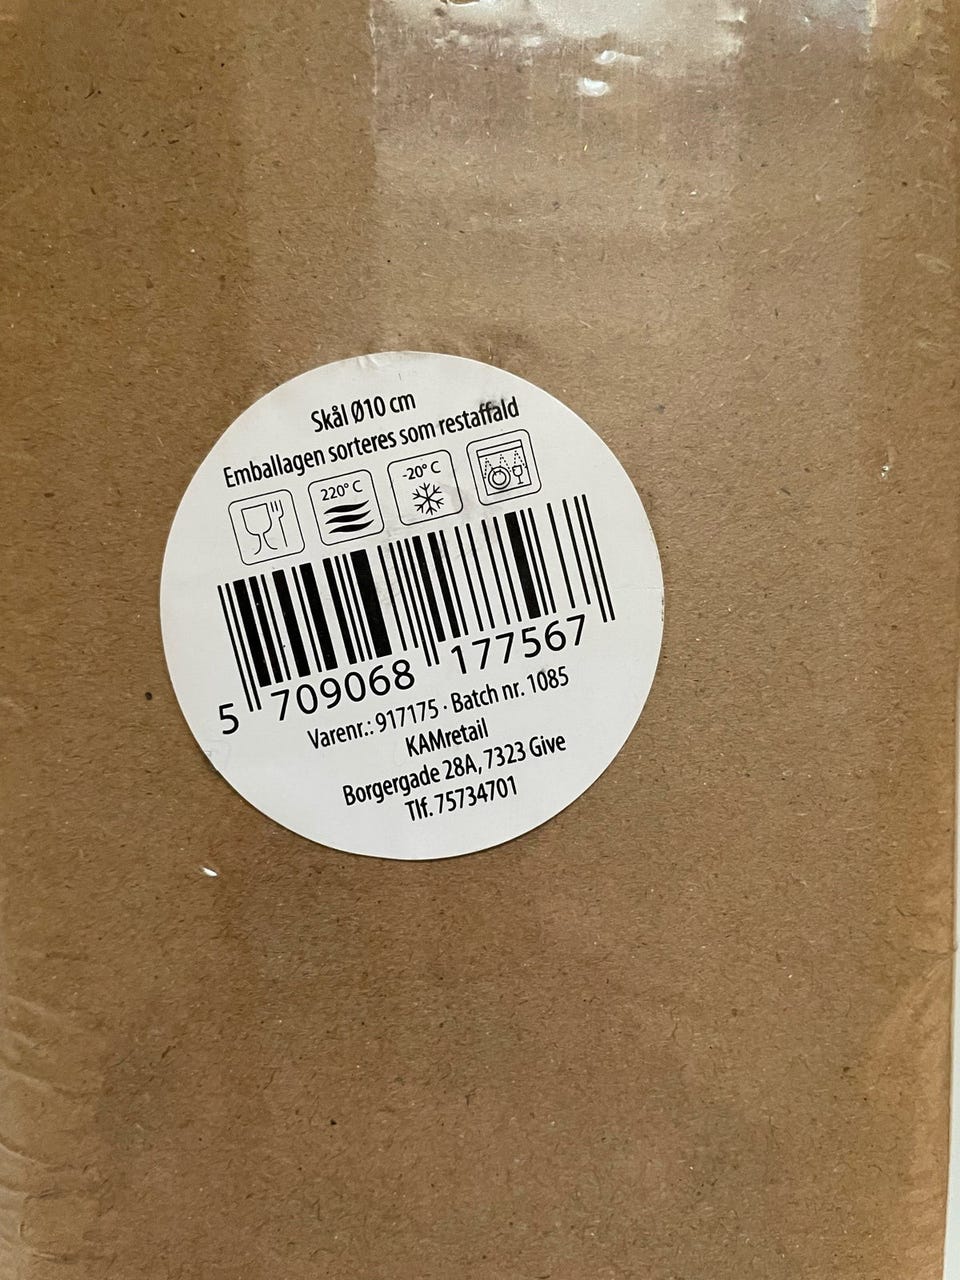 Skål Ø10 cm
Emballagen sorteres som restaffald
220° C
-20° C
5 709068 177567
Varenr.: 917175 · Batch nr. 1085
KAMretail
Borgergade 28A, 7323 Give
Tlf. 75734701